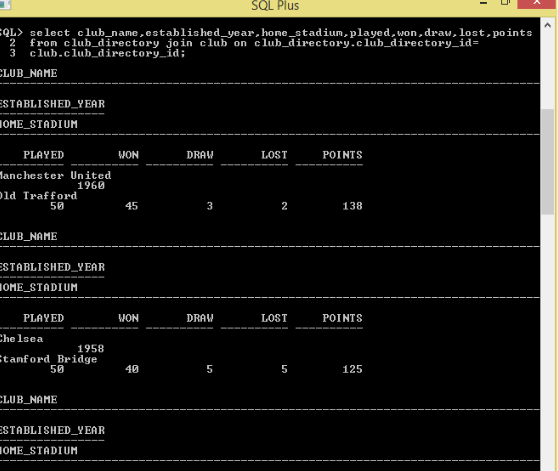 SQL Plus
SQL> select club_name,established_year,home_stadium,played,won,draw,lost,points
2 from club_directory join club on club_directory.club_directory_id=
3 club.club_directory_id;
CLUB_NAME
ESTABLISHED_YEAR
HOME_STADIUM
PLAYED WON DRAW LOST POINTS
Manchester United
1960
Old Trafford
50 45 3 2 138
CLUB_NAME
ESTABLISHED_YEAR
HOME_STADIUM
PLAYED WON DRAW LOST POINTS
Chelsea
1958
Stamford Bridge
50 40 5 5 125
CLUB_NAME
ESTABLISHED_YEAR
HOME_STADIUM